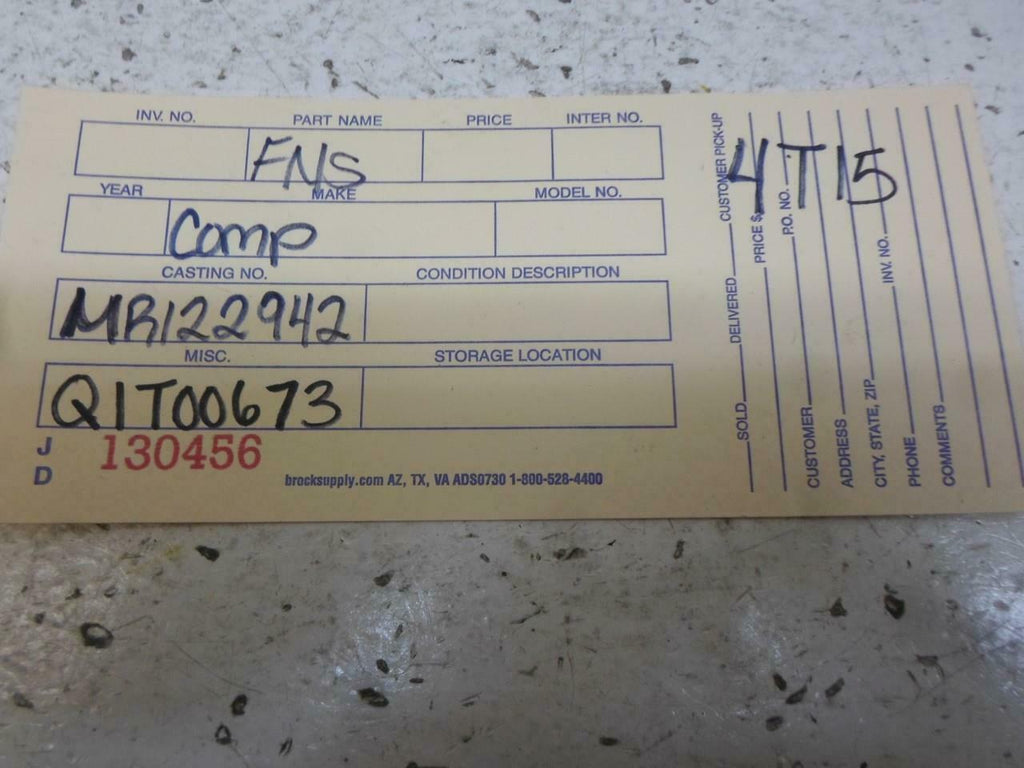 INV. NO. PART NAME PRICE INTER NO.
FNS
YEAR MAKE MODEL NO.
Comp
CASTING NO. CONDITION DESCRIPTION
MR122942
MISC. STORAGE LOCATION
Q1T00673
J D
130456
brocksupply.com AZ, TX, VA ADS0730 1-800-528-4400
SOLD DELIVERED CUSTOMER PICK-UP
PRICE $
P.O. NO.
CUSTOMER
ADDRESS
CITY, STATE, ZIP INV. NO.
PHONE
COMMENTS
4T15